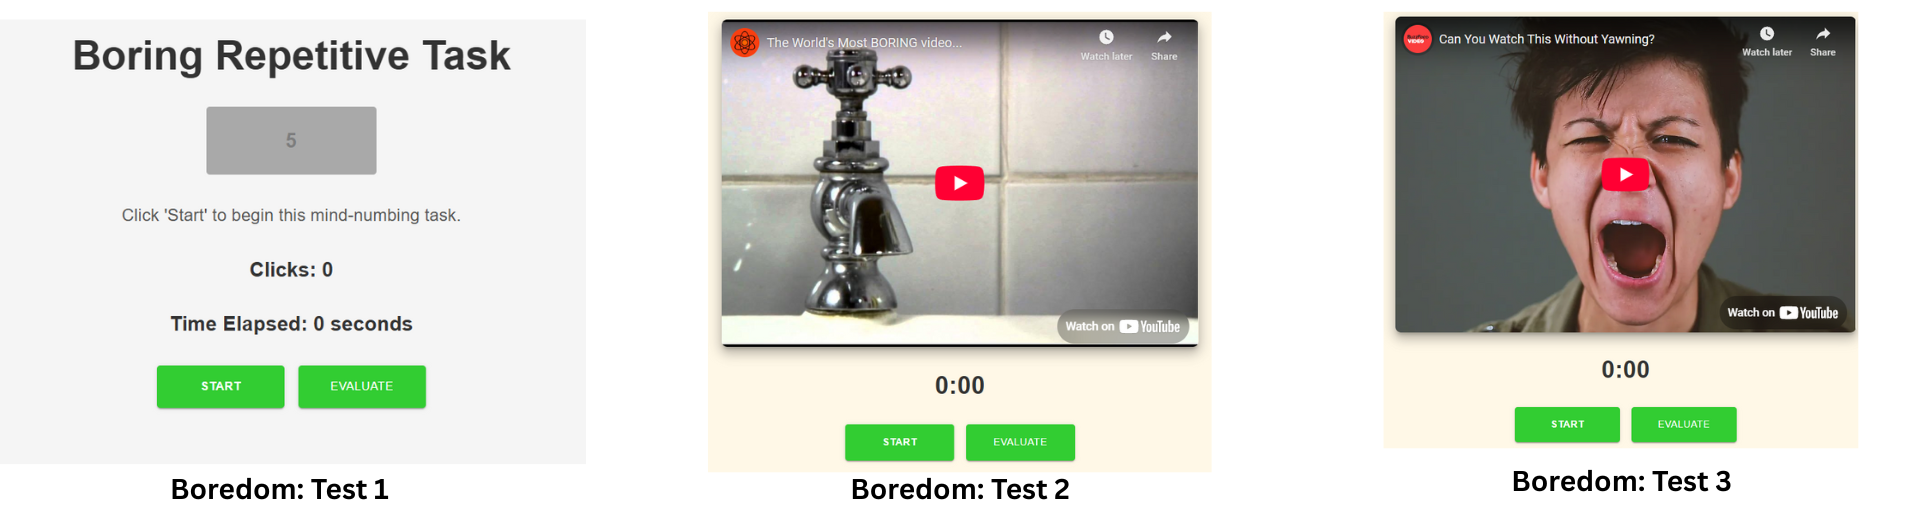 Boring Repetitive Task
5
Click 'Start' to begin this mind-numbing task.
Clicks: 0
Time Elapsed: 0 seconds
START EVALUATE
Boredom: Test 1
The World's Most BORING video...
Watch later Share
Watch on YouTube
0:00
START EVALUATE
Boredom: Test 2
Can You Watch This Without Yawning?
Watch later Share
Watch on YouTube
0:00
START EVALUATE
Boredom: Test 3